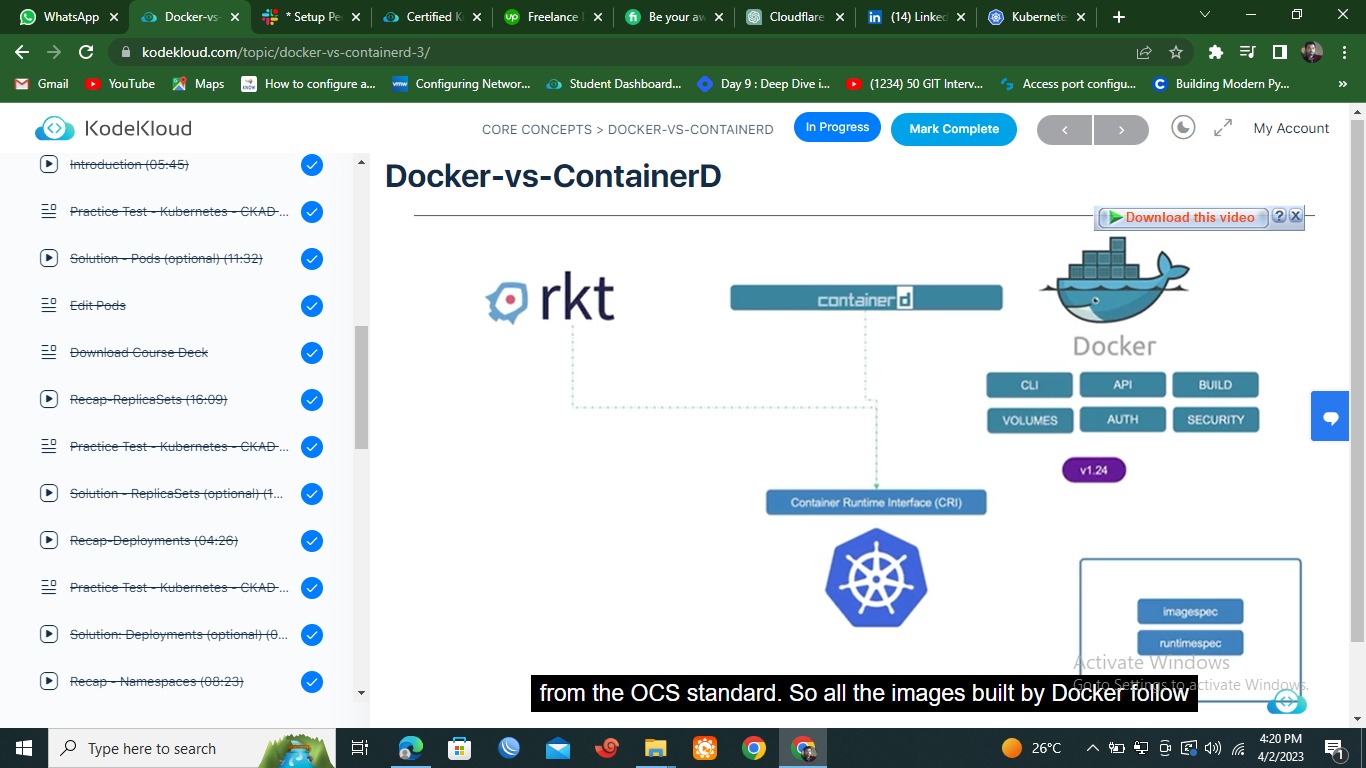 WhatsApp
Docker-vs-
* Setup Pe
Certified K
Freelance
Be your aw
Cloudflare
(14) Linked
Kubernete
kodekloud.com/topic/docker-vs-containerd-3/
Gmail
YouTube
Maps
How to configure a...
Configuring Networ...
Student Dashboard...
Day 9 : Deep Dive i...
(1234) 50 GIT Interv...
Access port configu...
Building Modern Py...
»
KodeKloud
CORE CONCEPTS > DOCKER-VS-CONTAINERD
In Progress
Mark Complete
<
>
My Account
Introduction (05:45)
Practice Test - Kubernetes - CKAD ...
Solution - Pods (optional) (11:32)
Edit Pods
Download Course Deck
Recap-ReplicaSets (16:09)
Practice Test - Kubernetes - CKAD ...
Solution - ReplicaSets (optional) (1...
Recap-Deployments (04:26)
Practice Test - Kubernetes - CKAD ...
Solution: Deployments (optional) (0...
Recap - Namespaces (08:23)
Docker-vs-ContainerD
Download this video
?
X
rkt
containerd
Docker
CLI
API
BUILD
VOLUMES
AUTH
SECURITY
v1.24
Container Runtime Interface (CRI)
imagespec
runtimespec
Activate Windows
Go to Settings to activate Windows.
from the OCS standard. So all the images built by Docker follow
Type here to search
26°C
4:20 PM
4/2/2023
1